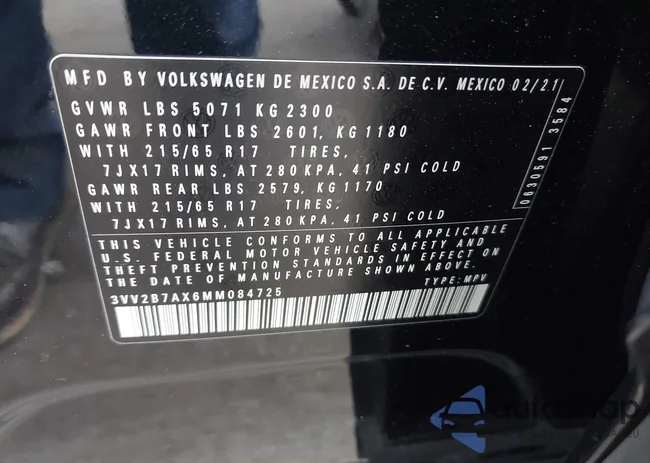 MFD BY VOLKSWAGEN DE MEXICO S.A. DE C.V. MEXICO 02/21
GVWR LBS 5071 KG 2300
GAWR FRONT LBS 2601, KG 1180
WITH 215/65 R17 TIRES,
7JX17 RIMS, AT 280 KPA, 41 PSI COLD
GAWR REAR LBS 2579, KG 1170
WITH 215/65 R17 TIRES,
7JX17 RIMS, AT 280 KPA, 41 PSI COLD
0630591 3584
THIS VEHICLE CONFORMS TO ALL APPLICABLE
U.S. FEDERAL MOTOR VEHICLE SAFETY AND
THEFT PREVENTION STANDARDS IN EFFECT ON
THE DATE OF MANUFACTURE SHOWN ABOVE.
3VV2B7AX6MM084725 TYPE: MPV